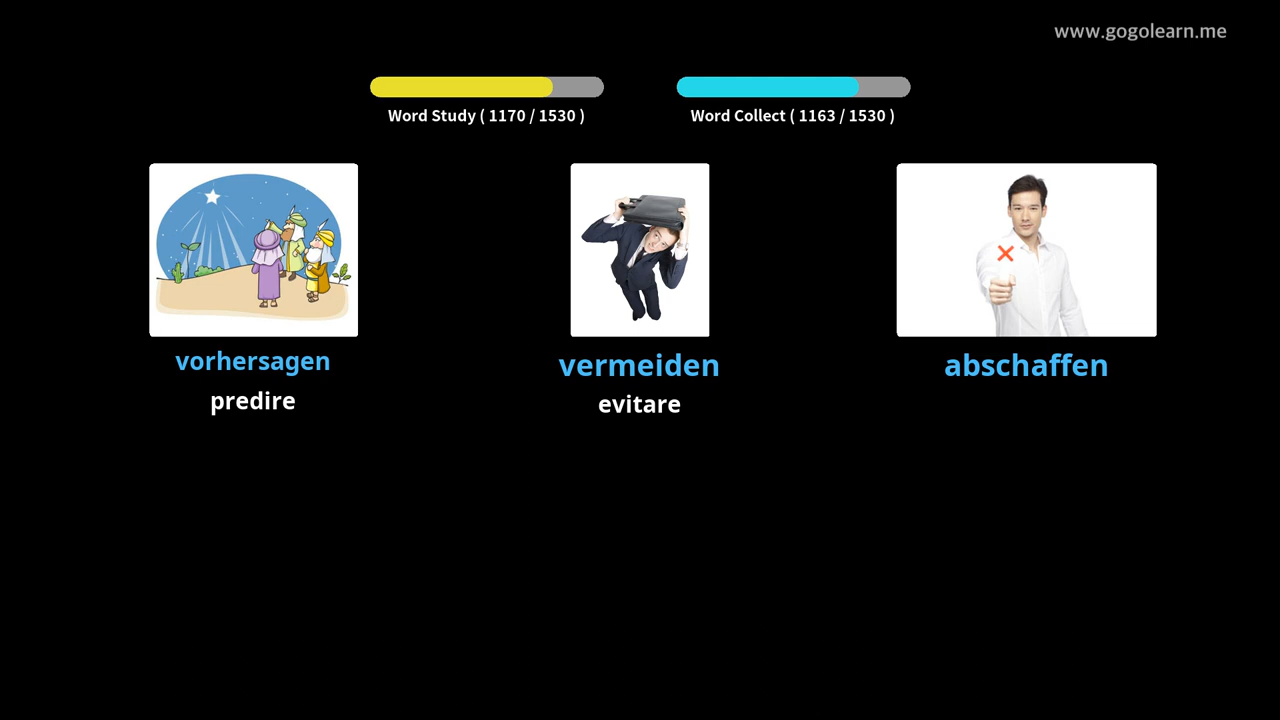 www.gogolearn.me
Word Study ( 1170 / 1530 )
Word Collect ( 1163 / 1530 )
vorhersagen
predire
vermeiden
evitare
abschaffen